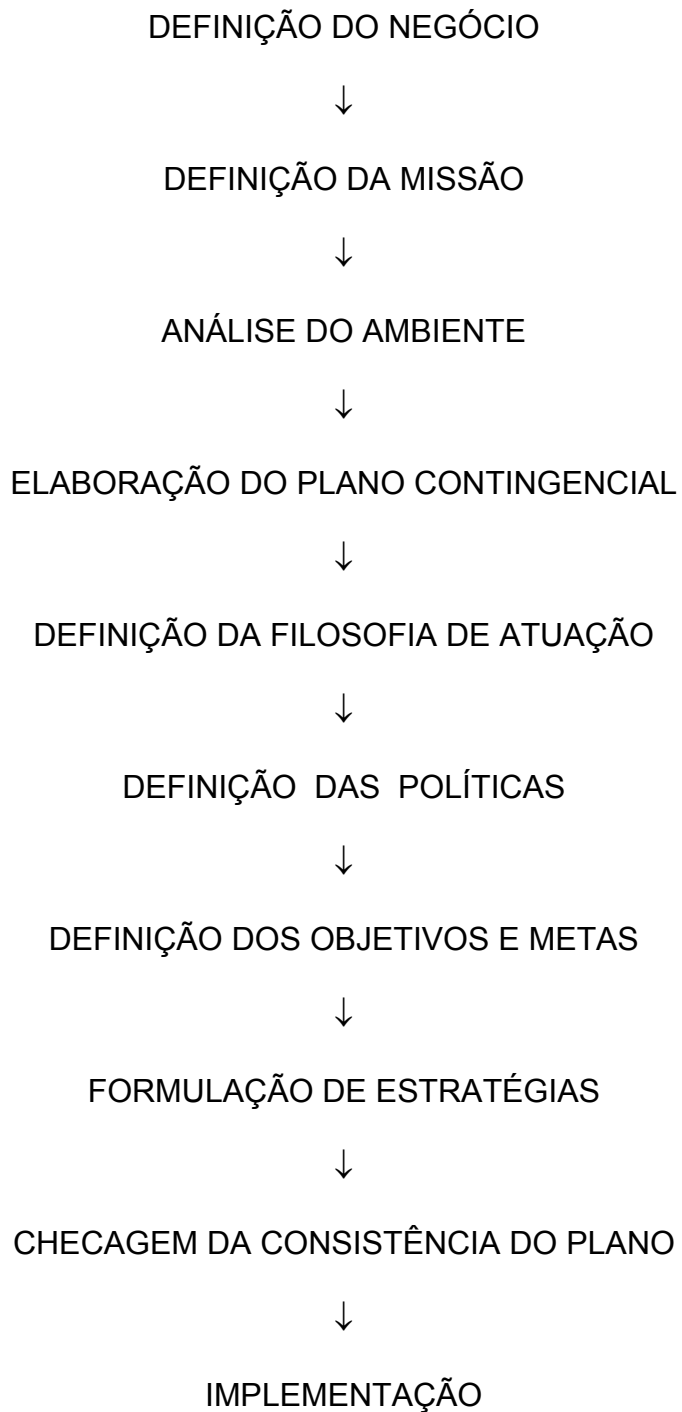 DEFINIÇÃO DO NEGÓCIO
↓
DEFINIÇÃO DA MISSÃO
↓
ANÁLISE DO AMBIENTE
↓
ELABORAÇÃO DO PLANO CONTINGENCIAL
↓
DEFINIÇÃO DA FILOSOFIA DE ATUAÇÃO
↓
DEFINIÇÃO DAS POLÍTICAS
↓
DEFINIÇÃO DOS OBJETIVOS E METAS
↓
FORMULAÇÃO DE ESTRATÉGIAS
↓
CHECAGEM DA CONSISTÊNCIA DO PLANO
↓
IMPLEMENTAÇÃO